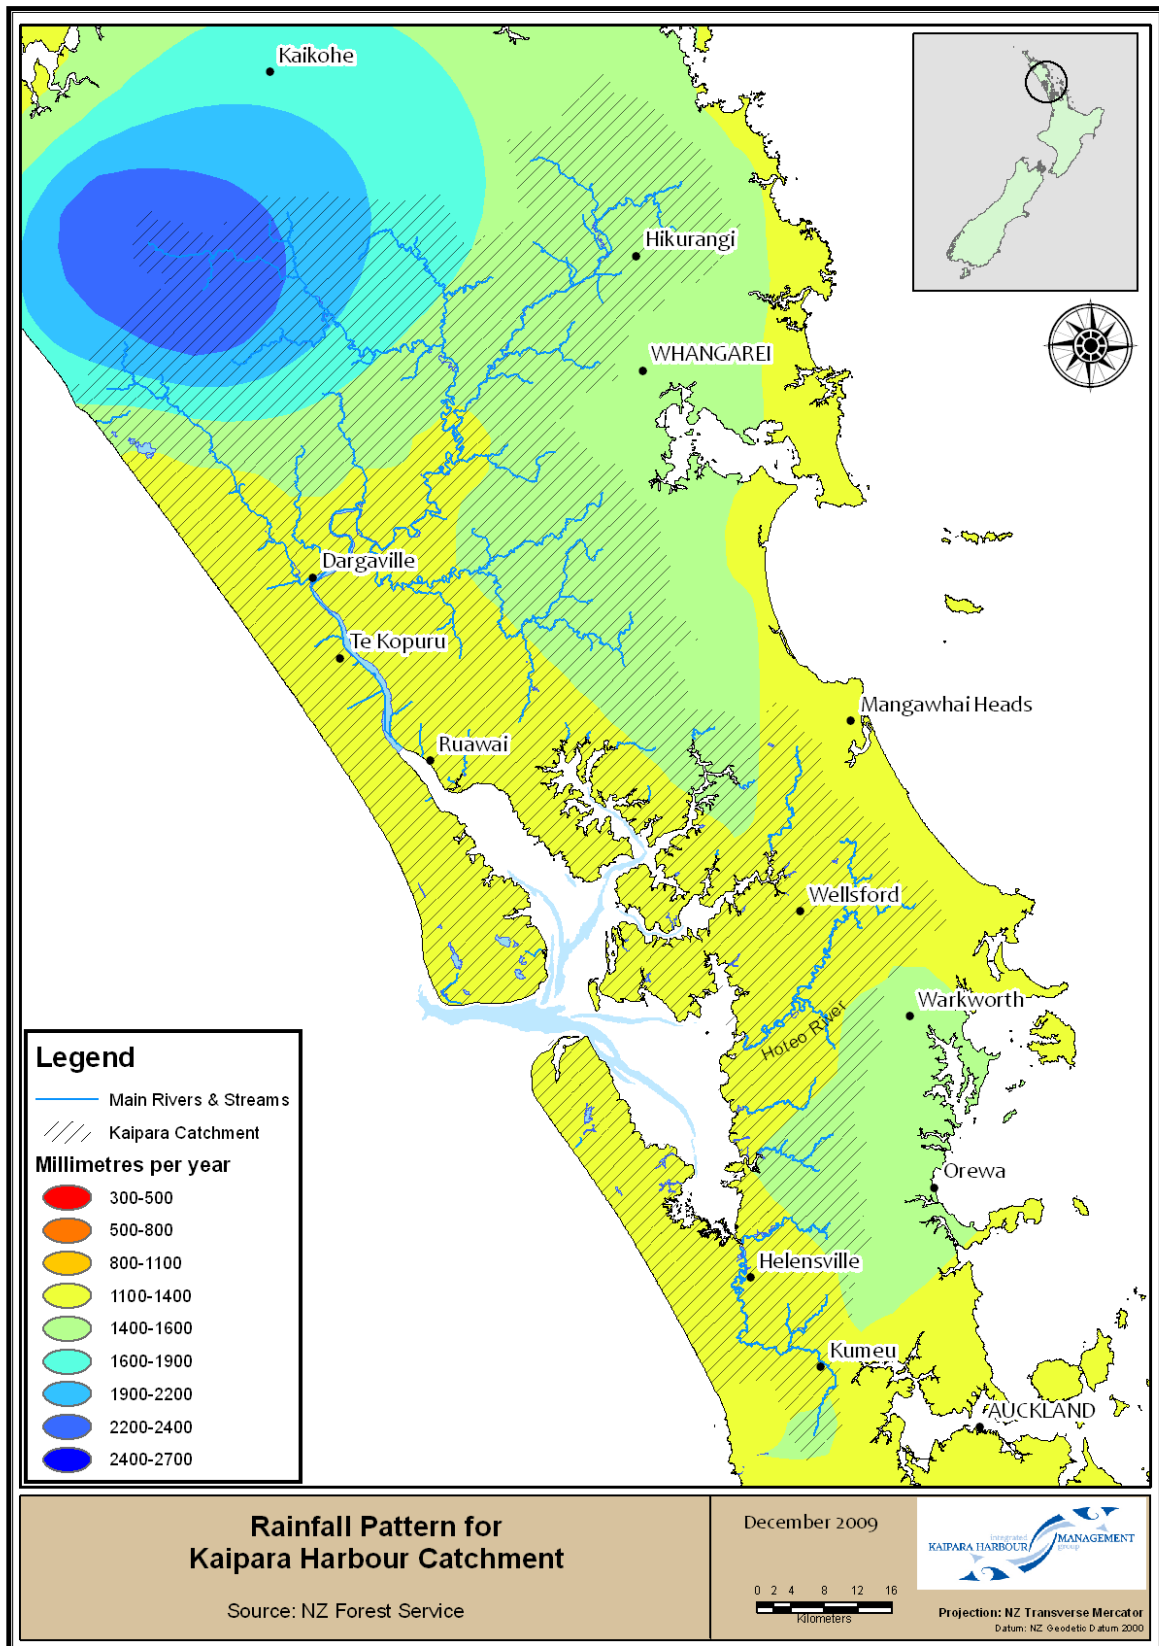 Kaikohe
Hikurangi
WHANGAREI
Dargaville
Te Kopuru
Ruawai
Mangawhai Heads
Wellsford
Warkworth
Hoteo River
Orewa
Helensville
Kumeu
AUCKLAND
Legend
Main Rivers & Streams
Kaipara Catchment
Millimetres per year
300-500
500-800
800-1100
1100-1400
1400-1600
1600-1900
1900-2200
2200-2400
2400-2700
Rainfall Pattern for
Kaipara Harbour Catchment
Source: NZ Forest Service
December 2009
0 2 4 8 12 16
Kilometers
integrated
KAIPARA HARBOUR MANAGEMENT
group
Projection: NZ Transverse Mercator
Datum: NZ Geodetic Datum 2000